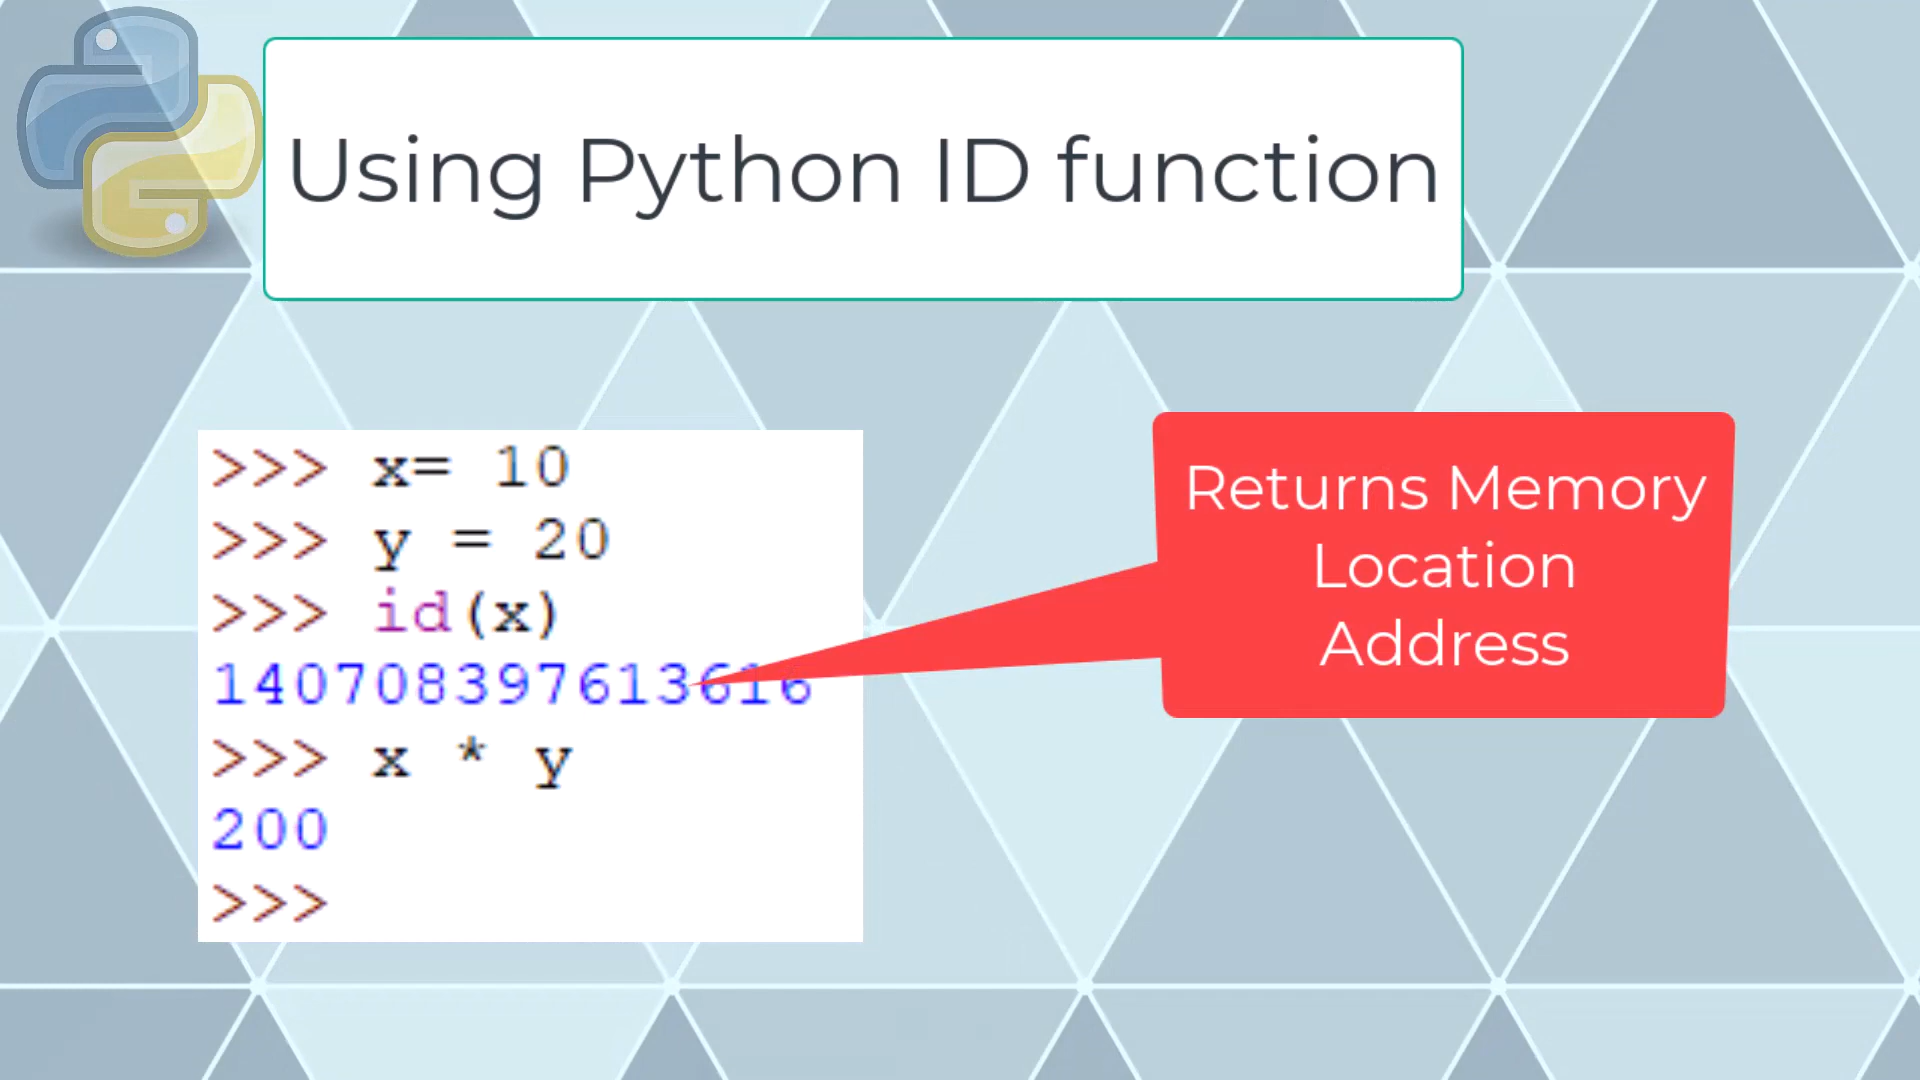 Using Python ID function
>>> x= 10
>>> y = 20
>>> id(x)
140708397613616
>>> x * y
200
>>>
Returns Memory
Location
Address